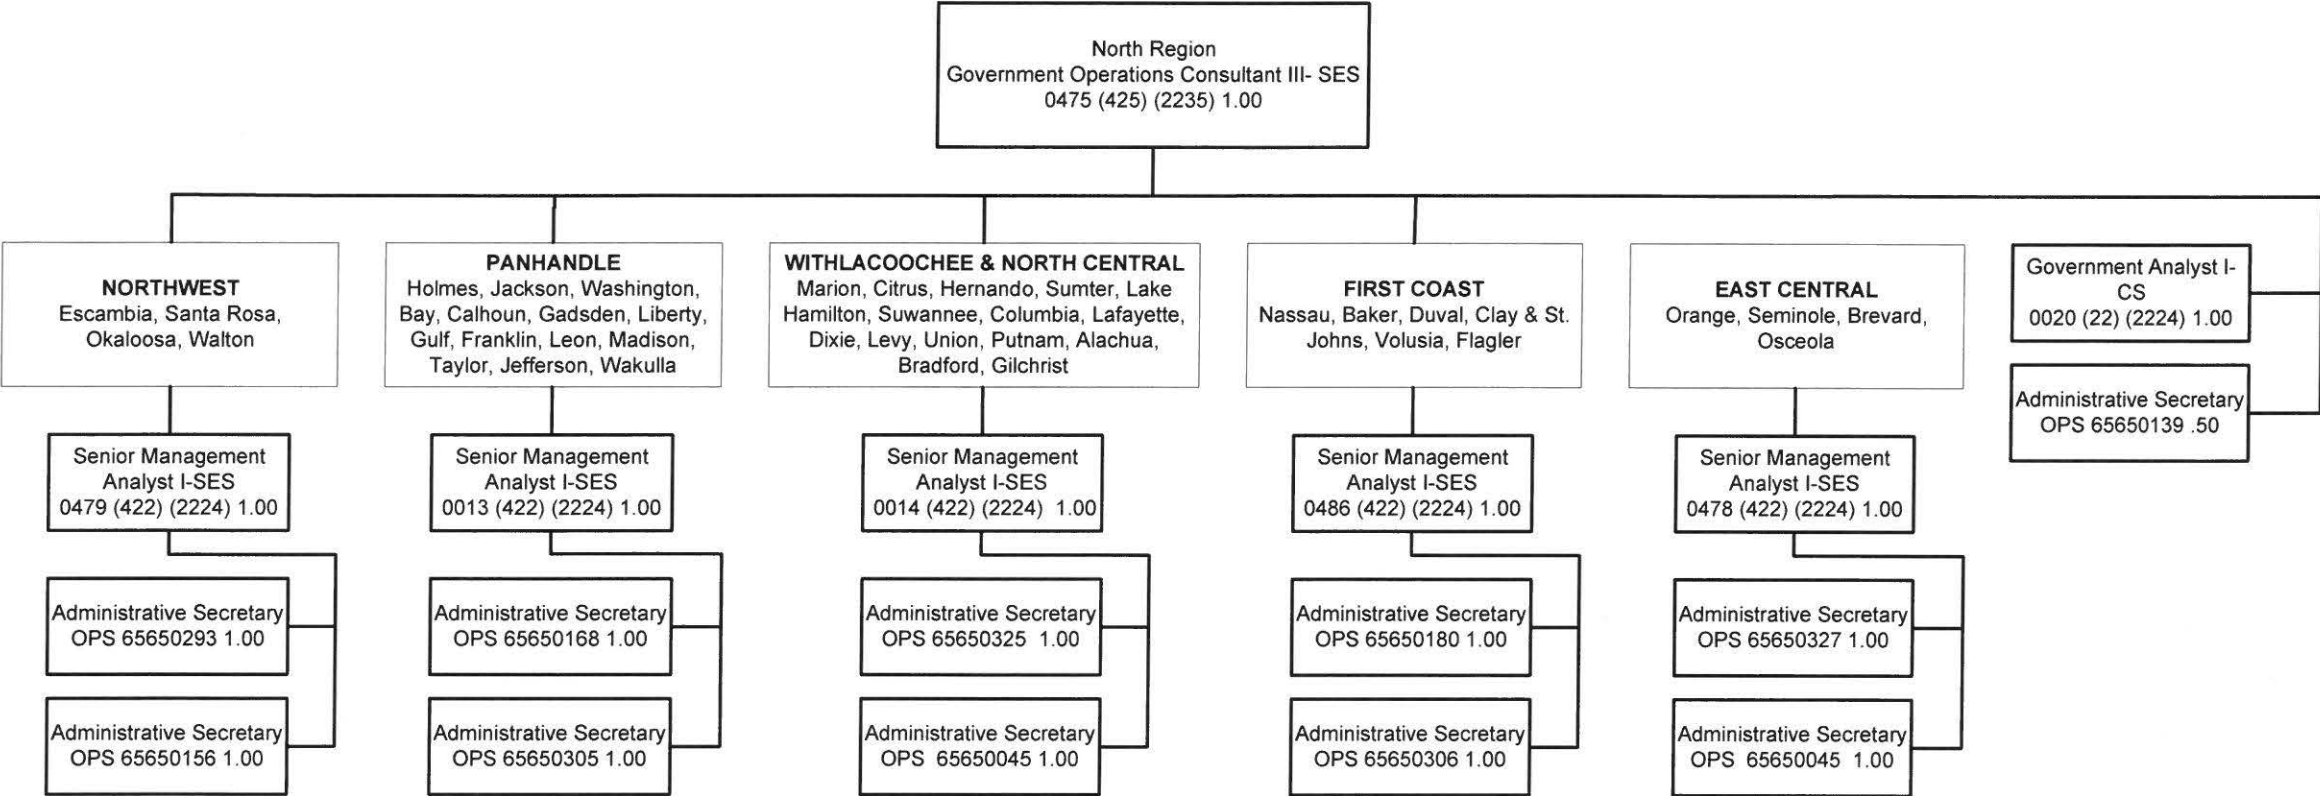 North Region
Government Operations Consultant III- SES
0475 (425) (2235) 1.00
NORTHWEST
Escambia, Santa Rosa,
Okaloosa, Walton
PANHANDLE
Holmes, Jackson, Washington,
Bay, Calhoun, Gadsden, Liberty,
Gulf, Franklin, Leon, Madison,
Taylor, Jefferson, Wakulla
WITHLACOOCHEE & NORTH CENTRAL
Marion, Citrus, Hernando, Sumter, Lake
Hamilton, Suwannee, Columbia, Lafayette,
Dixie, Levy, Union, Putnam, Alachua,
Bradford, Gilchrist
FIRST COAST
Nassau, Baker, Duval, Clay & St.
Johns, Volusia, Flagler
EAST CENTRAL
Orange, Seminole, Brevard,
Osceola
Government Analyst I-
CS
0020 (22) (2224) 1.00
Administrative Secretary
OPS 65650139 .50
Senior Management
Analyst I-SES
0479 (422) (2224) 1.00
Senior Management
Analyst I-SES
0013 (422) (2224) 1.00
Senior Management
Analyst I-SES
0014 (422) (2224) 1.00
Senior Management
Analyst I-SES
0486 (422) (2224) 1.00
Senior Management
Analyst I-SES
0478 (422) (2224) 1.00
Administrative Secretary
OPS 65650293 1.00
Administrative Secretary
OPS 65650168 1.00
Administrative Secretary
OPS 65650325 1.00
Administrative Secretary
OPS 65650180 1.00
Administrative Secretary
OPS 65650327 1.00
Administrative Secretary
OPS 65650156 1.00
Administrative Secretary
OPS 65650305 1.00
Administrative Secretary
OPS 65650045 1.00
Administrative Secretary
OPS 65650306 1.00
Administrative Secretary
OPS 65650045 1.00